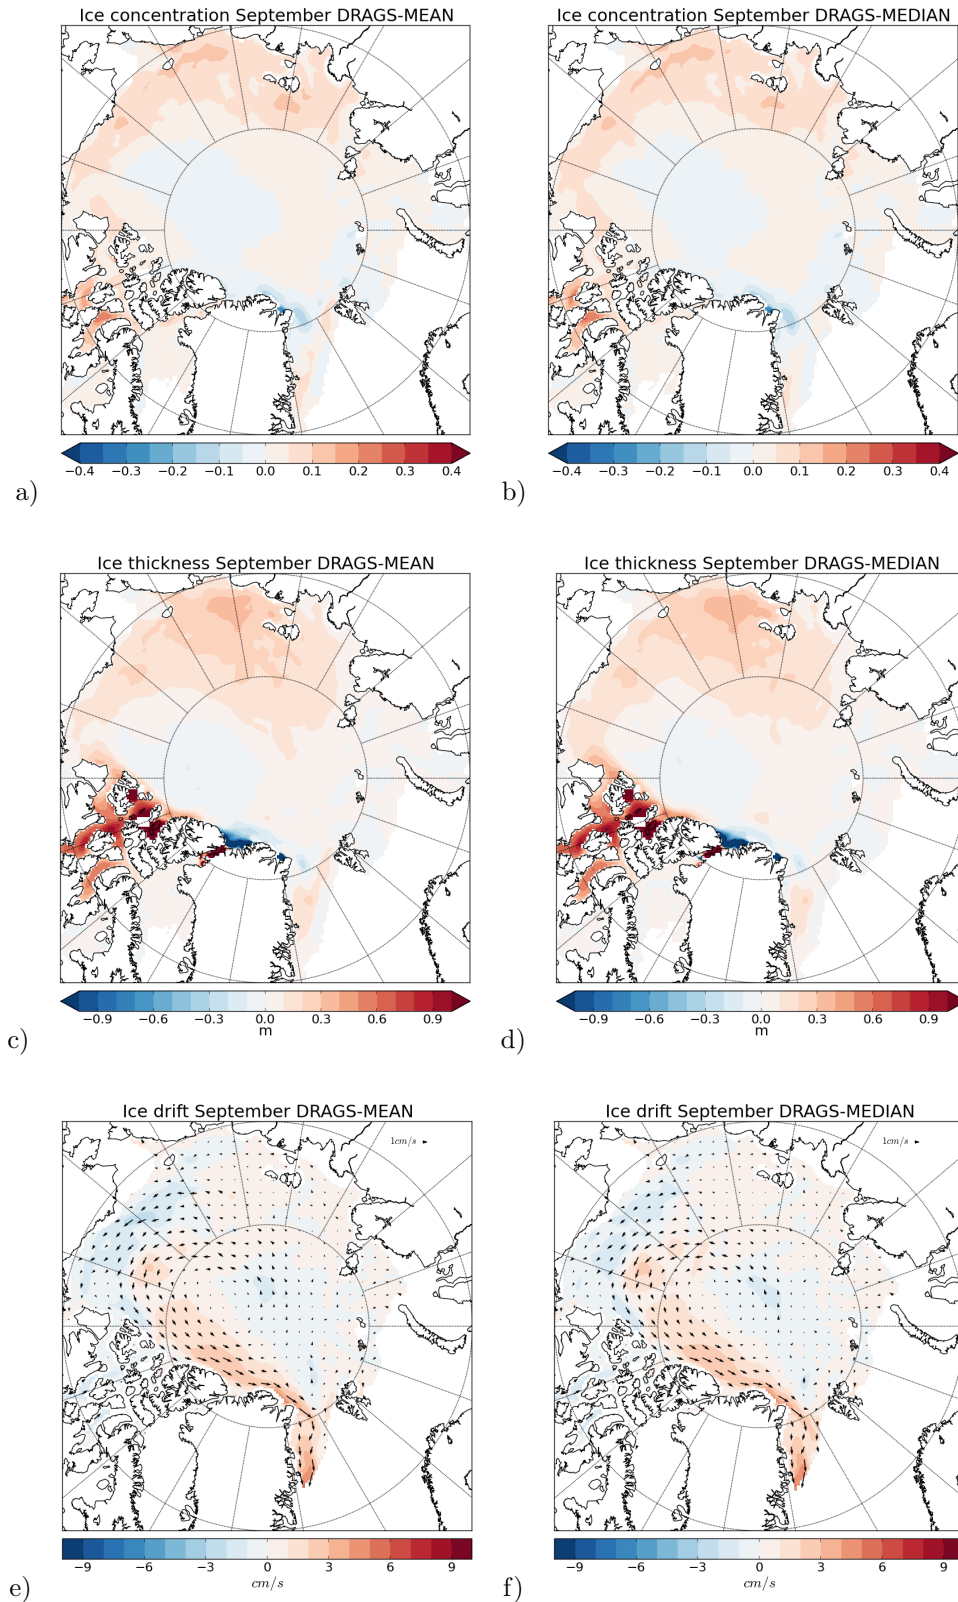 Ice concentration September DRAGS-MEAN
Ice concentration September DRAGS-MEDIAN
−0.4 −0.3 −0.2 −0.1 0.0 0.1 0.2 0.3 0.4
−0.4 −0.3 −0.2 −0.1 0.0 0.1 0.2 0.3 0.4
a)
b)
Ice thickness September DRAGS-MEAN
Ice thickness September DRAGS-MEDIAN
−0.9 −0.6 −0.3 0.0 0.3 0.6 0.9
m
−0.9 −0.6 −0.3 0.0 0.3 0.6 0.9
m
c)
d)
Ice drift September DRAGS-MEAN
Ice drift September DRAGS-MEDIAN
1cm/s
1cm/s
−9 −6 −3 0 3 6 9
cm/s
−9 −6 −3 0 3 6 9
cm/s
e)
f)